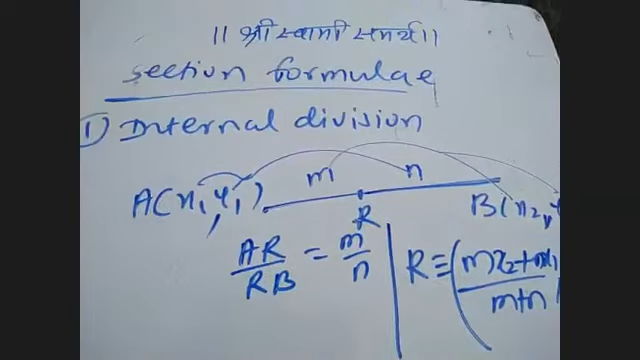 ॥ श्री स्वामी समर्थ ॥
section formulae
1) Internal division
m n
A(x1, y1) R B(x2, y
AR/RB = m/n R ≡ (mx2+nx1/m+n